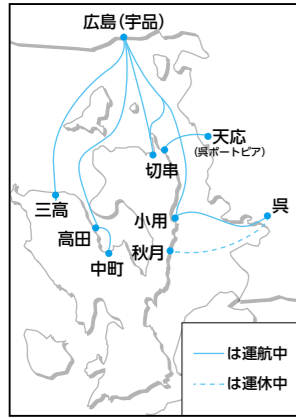 広島（宇品）
天応
（呉ポートピア）
切串
三高
小用
呉
高田
秋月
中町
は運航中
は運休中